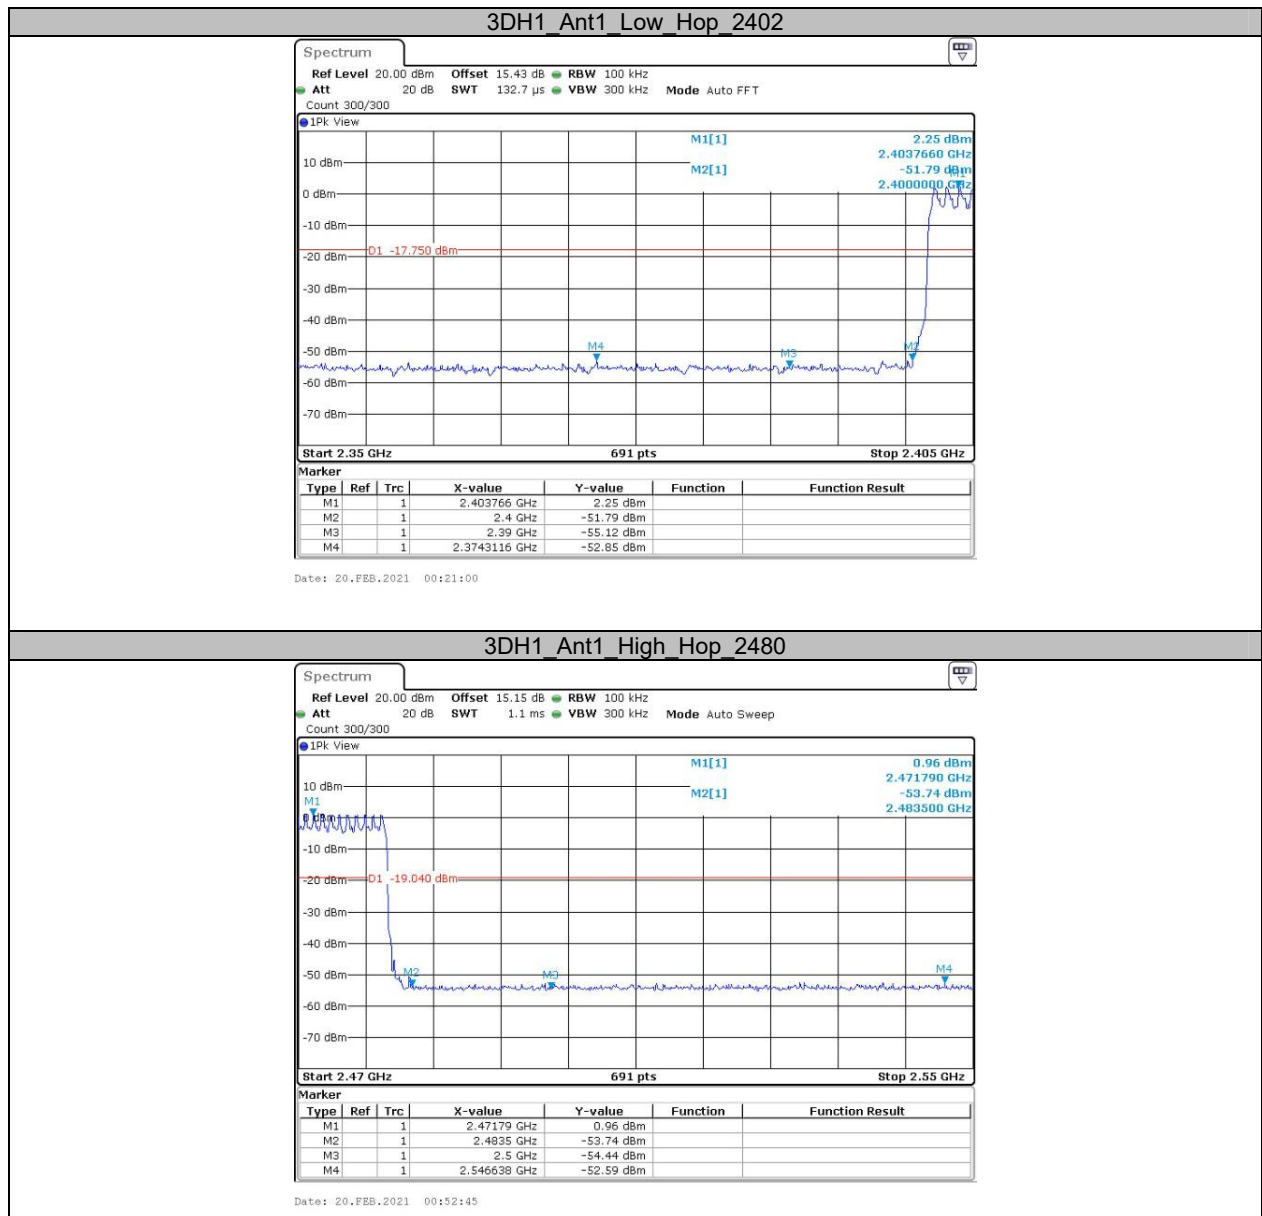 3DH1_Ant1_Low_Hop_2402
Spectrum
Ref Level 20.00 dBm Offset 15.43 dB RBW 100 kHz
Att 20 dB SWT 132.7 µs VBW 300 kHz Mode Auto FFT
Count 300/300
1Pk View
M1[1] 2.25 dBm
2.4037660 GHz
10 dBm
M2[1] -51.79 dBm
M1
2.4000000 GHz
0 dBm
-10 dBm
D1 -17.750 dBm
-20 dBm
-30 dBm
-40 dBm
M4 M3 M2
-50 dBm
-60 dBm
-70 dBm
Start 2.35 GHz 691 pts Stop 2.405 GHz
Marker
Type Ref Trc X-value Y-value Function Function Result
M1 1 2.403766 GHz 2.25 dBm
M2 1 2.4 GHz -51.79 dBm
M3 1 2.39 GHz -55.12 dBm
M4 1 2.3743116 GHz -52.85 dBm
Date: 20.FEB.2021 00:21:00
3DH1_Ant1_High_Hop_2480
Spectrum
Ref Level 20.00 dBm Offset 15.15 dB RBW 100 kHz
Att 20 dB SWT 1.1 ms VBW 300 kHz Mode Auto Sweep
Count 300/300
1Pk View
M1[1] 0.96 dBm
2.471790 GHz
10 dBm
M2[1] -53.74 dBm
M1
2.483500 GHz
0 dBm
-10 dBm
-20 dBm D1 -19.040 dBm
-30 dBm
-40 dBm
M2 M3 M4
-50 dBm
-60 dBm
-70 dBm
Start 2.47 GHz 691 pts Stop 2.55 GHz
Marker
Type Ref Trc X-value Y-value Function Function Result
M1 1 2.47179 GHz 0.96 dBm
M2 1 2.4835 GHz -53.74 dBm
M3 1 2.5 GHz -54.44 dBm
M4 1 2.546638 GHz -52.59 dBm
Date: 20.FEB.2021 00:52:45